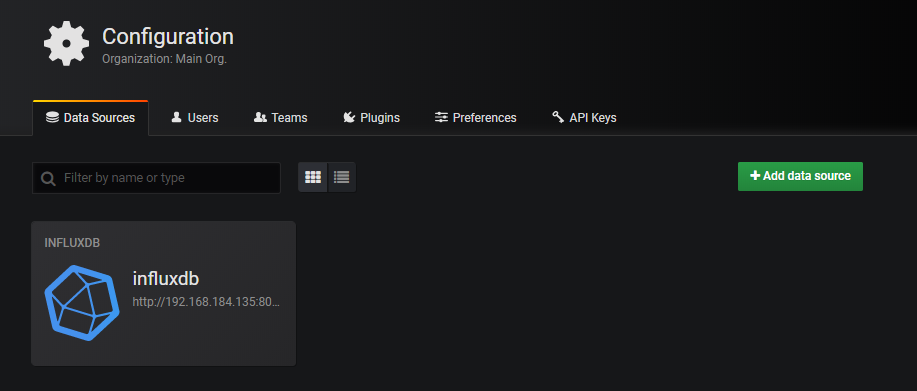 Configuration
Organization: Main Org.
Data Sources Users Teams Plugins Preferences API Keys
Filter by name or type
Add data source
INFLUXDB
influxdb
http://192.168.184.135:80...